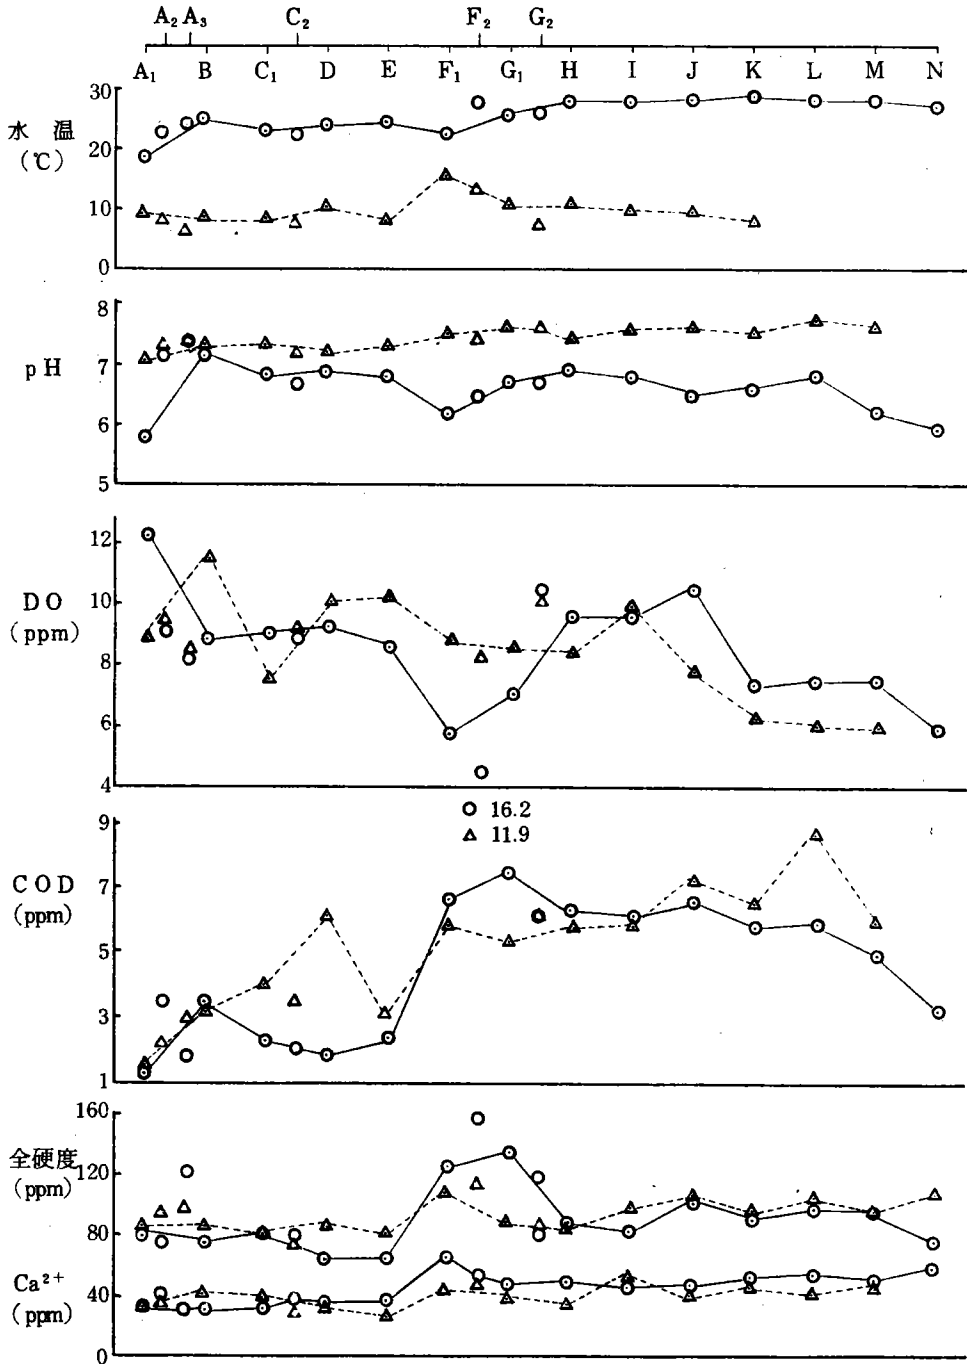 A₂ A₃ C₂ F₂ G₂
A₁ B C₁ D E F₁ G₁ H I J K L M N
水 温
(℃)
30
20
10
0
pH
8
7
6
5
DO
(ppm)
12
10
8
6
4
16.2
11.9
COD
(ppm)
9
7
5
3
1
全硬度
(ppm)
Ca²⁺
(ppm)
160
120
80
40
0